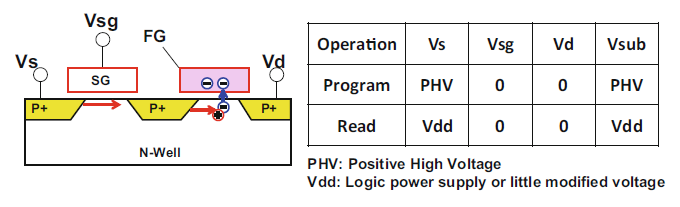 Vsg
FG
Vs
SG
Vd
P+
P+
P+
N-Well
Operation Vs Vsg Vd Vsub
Program PHV 0 0 PHV
Read Vdd 0 0 Vdd
PHV: Positive High Voltage
Vdd: Logic power supply or little modified voltage